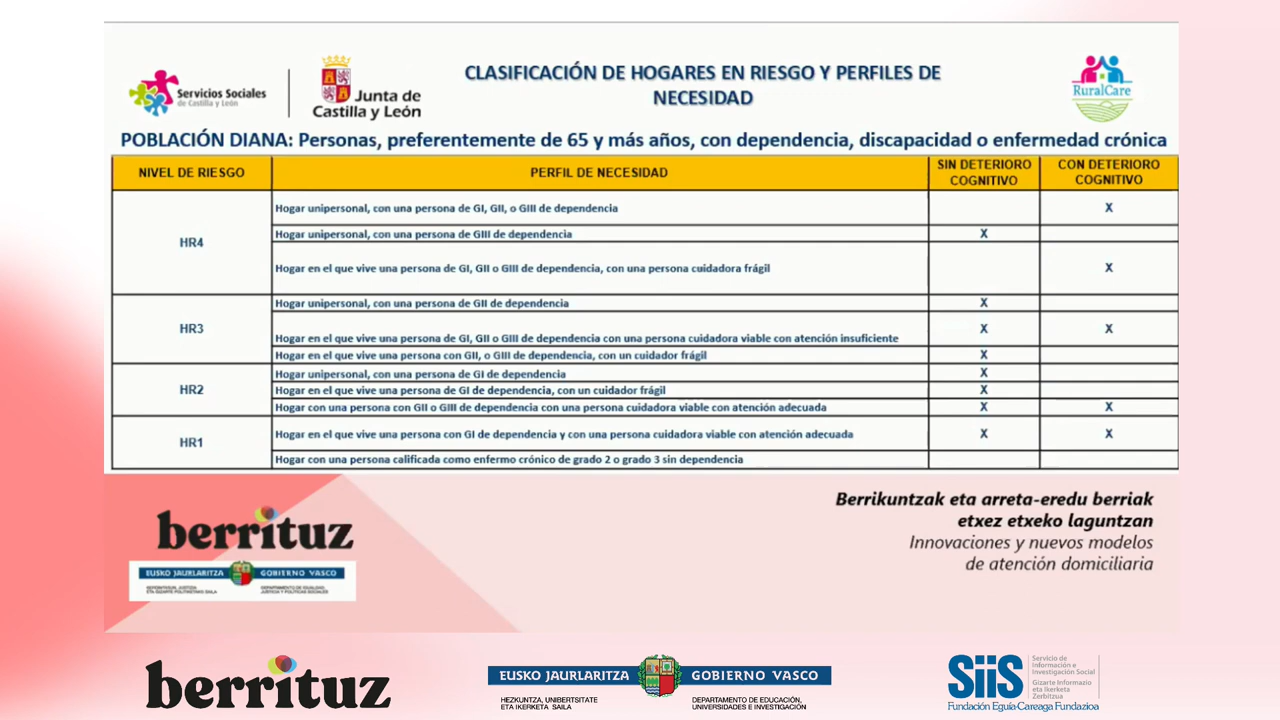 Servicios Sociales
de Castilla y León
Junta de
Castilla y León
CLASIFICACIÓN DE HOGARES EN RIESGO Y PERFILES DE
NECESIDAD
RuralCare
POBLACIÓN DIANA: Personas, preferentemente de 65 y más años, con dependencia, discapacidad o enfermedad crónica
NIVEL DE RIESGO PERFIL DE NECESIDAD SIN DETERIORO COGNITIVO CON DETERIORO COGNITIVO
HR4
Hogar unipersonal, con una persona de GI, GII, o GIII de dependencia X
Hogar unipersonal, con una persona de GIII de dependencia X
Hogar en el que vive una persona de GI, GII o GIII de dependencia, con una persona cuidadora frágil X
HR3
Hogar unipersonal, con una persona de GII de dependencia X
Hogar en el que vive una persona de GI, GII o GIII de dependencia con una persona cuidadora viable con atención insuficiente X X
Hogar en el que vive una persona con GII, o GIII de dependencia, con un cuidador frágil X
HR2
Hogar unipersonal, con una persona de GI de dependencia X
Hogar en el que vive una persona de GI de dependencia, con un cuidador frágil X
Hogar con una persona con GII o GIII de dependencia con una persona cuidadora viable con atención adecuada X X
HR1
Hogar en el que vive una persona con GI de dependencia y con una persona cuidadora viable con atención adecuada X X
Hogar con una persona calificada como enfermo crónico de grado 2 o grado 3 sin dependencia
berrituz
EUSKO JAURLARITZA GOBIERNO VASCO
Berrikuntzak eta arreta-eredu berriak
etxez etxeko laguntzan
Innovaciones y nuevos modelos
de atención domiciliaria
berrituz
EUSKO JAURLARITZA GOBIERNO VASCO
HEZKUNTZA, UNIBERTSITATE
ETA IKERKETA SAILA
DEPARTAMENTO DE EDUCACIÓN,
UNIVERSIDADES E INVESTIGACIÓN
SiiS
Servicio de
Información e
Investigación Social
Gizarte Informazio
eta Ikerketa
Zerbitzua
Fundación Eguía-Careaga Fundazioa